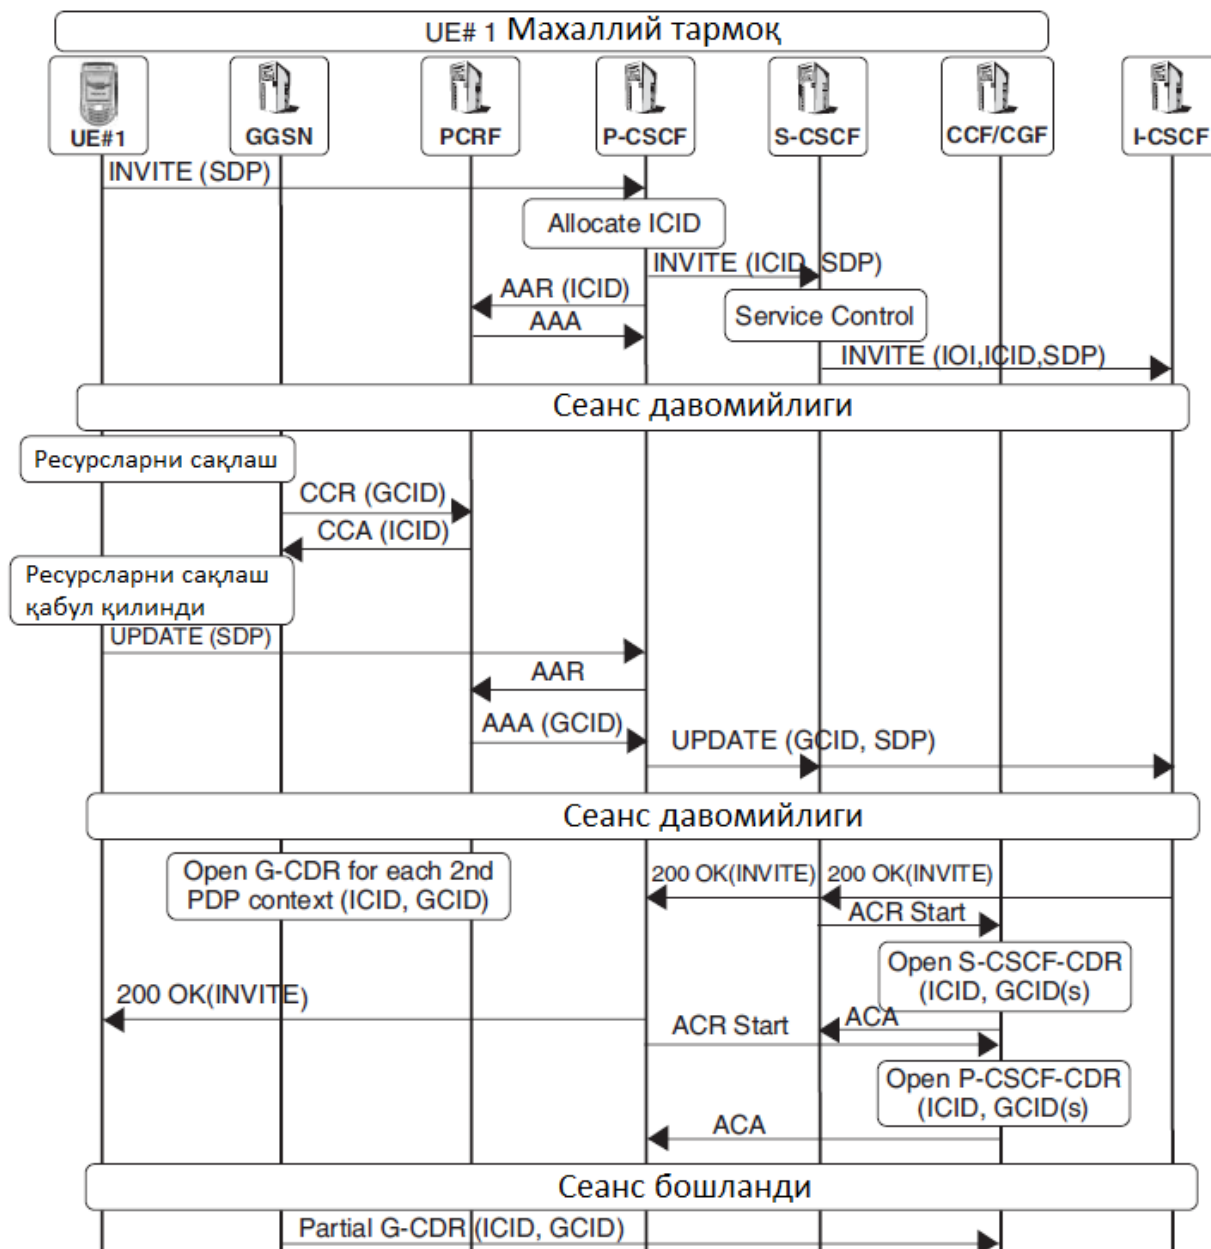 UE# 1 Махаллий тармоқ
UE#1
GGSN
PCRF
P-CSCF
S-CSCF
CCF/CGF
I-CSCF
INVITE (SDP)
Allocate ICID
INVITE (ICID, SDP)
AAR (ICID)
Service Control
AAA
INVITE (IOI,ICID,SDP)
Сеанс давомийлиги
Ресурсларни сақлаш
CCR (GCID)
CCA (ICID)
Ресурсларни сақлаш
қабул қилинди
UPDATE (SDP)
AAR
AAA (GCID)
UPDATE (GCID, SDP)
Сеанс давомийлиги
Open G-CDR for each 2nd
PDP context (ICID, GCID)
200 OK(INVITE)
200 OK(INVITE)
ACR Start
Open S-CSCF-CDR
(ICID, GCID(s)
200 OK(INVITE)
ACA
ACR Start
Open P-CSCF-CDR
(ICID, GCID(s)
ACA
Сеанс бошланди
Partial G-CDR (ICID, GCID)